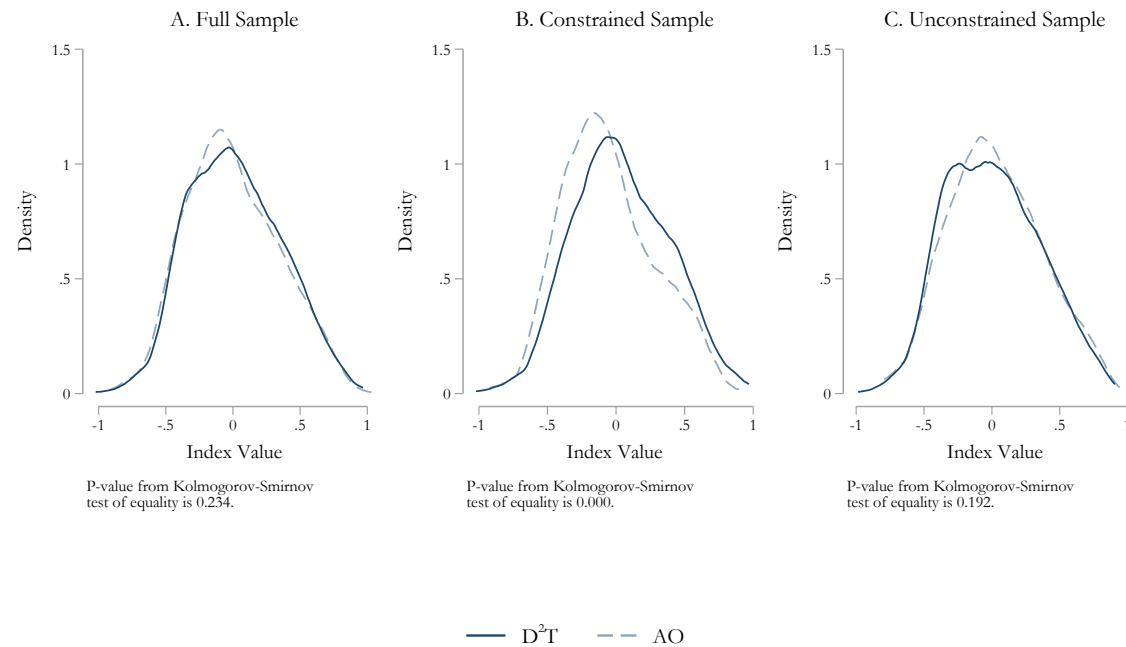 A. Full Sample
B. Constrained Sample
C. Unconstrained Sample
1.5
1
.5
0
Density
-1 -.5 0 .5 1
Index Value
P-value from Kolmogorov-Smirnov
test of equality is 0.234.
1.5
1
.5
0
Density
-1 -.5 0 .5 1
Index Value
P-value from Kolmogorov-Smirnov
test of equality is 0.000.
1.5
1
.5
0
Density
-1 -.5 0 .5
Index Value
P-value from Kolmogorov-Smirnov
test of equality is 0.192.
D²T AO